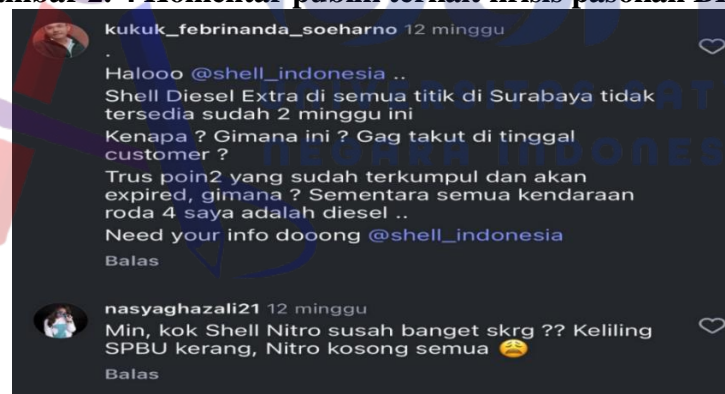 kukuk_febrinanda_soeharno 12 minggu
.
Halooo @shell_indonesia ..
Shell Diesel Extra di semua titik di Surabaya tidak
tersedia sudah 2 minggu ini
Kenapa ? Gimana ini ? Gag takut di tinggal
customer ?
Trus poin2 yang sudah terkumpul dan akan
expired, gimana ? Sementara semua kendaraan
roda 4 saya adalah diesel ..
Need your info dooong @shell_indonesia
Balas
nasyaghazali21 12 minggu
Min, kok Shell Nitro susah banget skrg ?? Keliling
SPBU kerang, Nitro kosong semua 😩
Balas